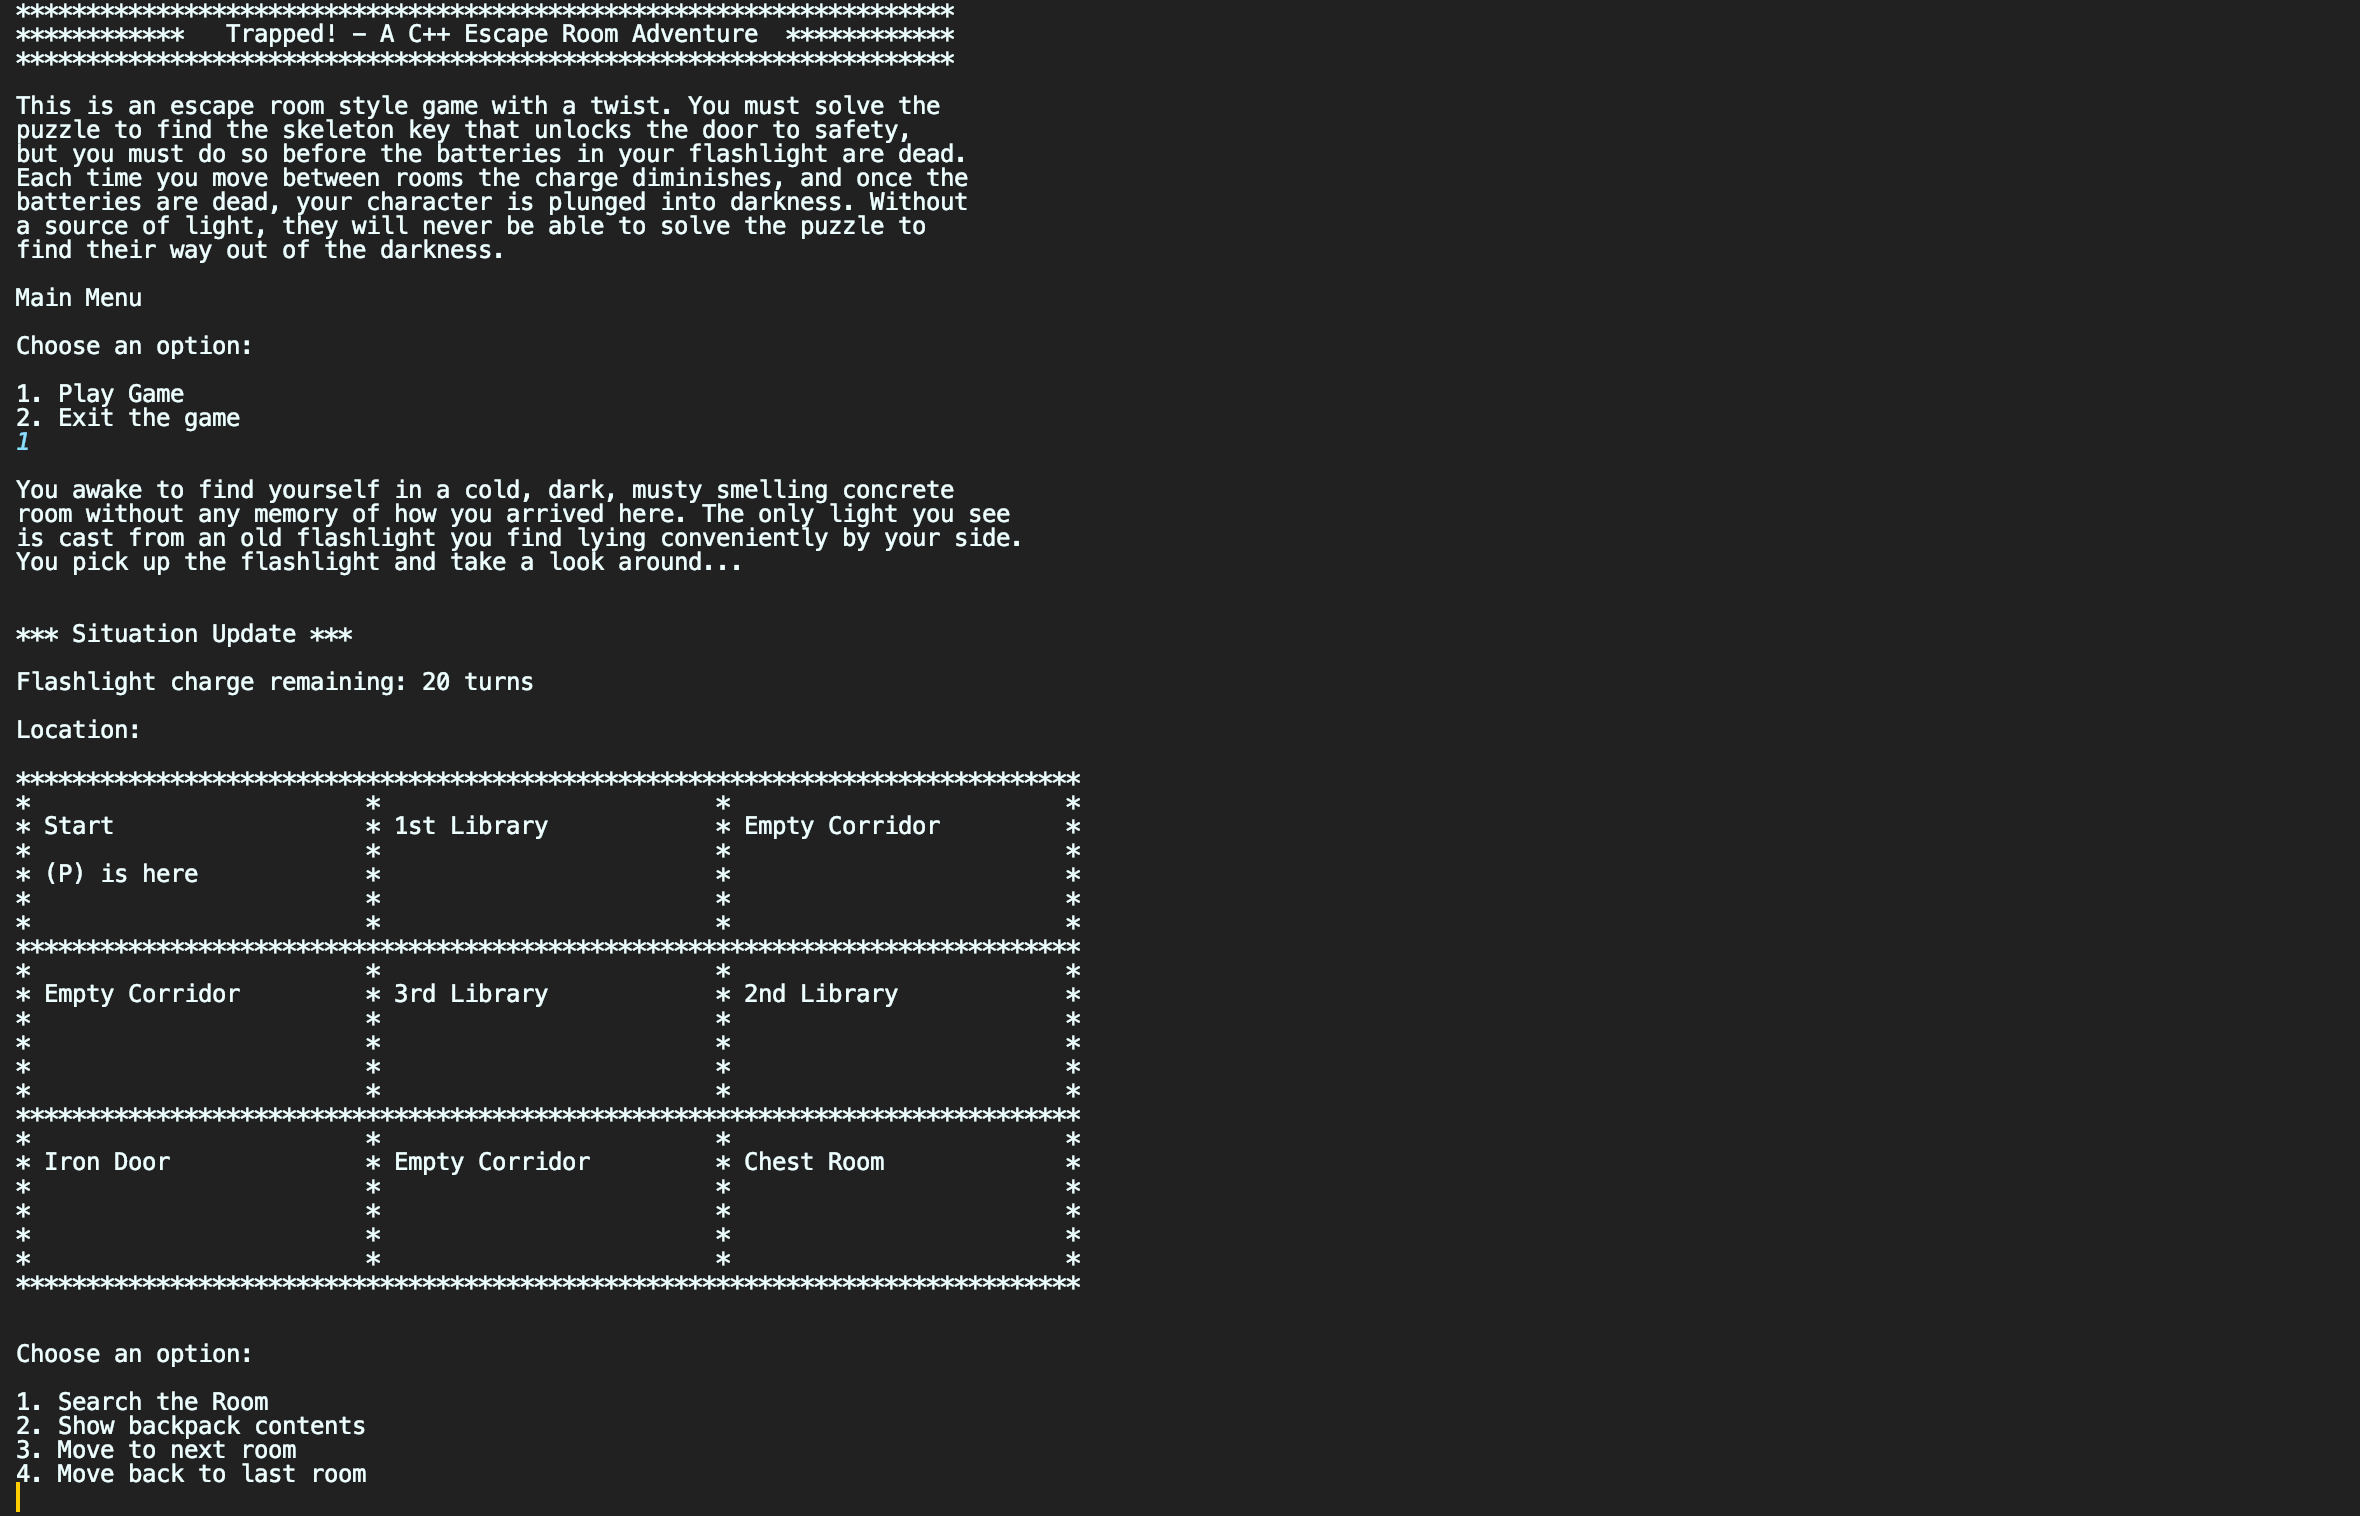 *******************************************************************
************   Trapped! – A C++ Escape Room Adventure  ************
*******************************************************************

This is an escape room style game with a twist. You must solve the
puzzle to find the skeleton key that unlocks the door to safety,
but you must do so before the batteries in your flashlight are dead.
Each time you move between rooms the charge diminishes, and once the
batteries are dead, your character is plunged into darkness. Without
a source of light, they will never be able to solve the puzzle to
find their way out of the darkness.

Main Menu

Choose an option:

1. Play Game
2. Exit the game
1

You awake to find yourself in a cold, dark, musty smelling concrete
room without any memory of how you arrived here. The only light you see
is cast from an old flashlight you find lying conveniently by your side.
You pick up the flashlight and take a look around...


*** Situation Update ***

Flashlight charge remaining: 20 turns

Location:

****************************************************************************
*                        *                        *                        *
* Start                  * 1st Library            * Empty Corridor         *
*                        *                        *                        *
* (P) is here            *                        *                        *
*                        *                        *                        *
*                        *                        *                        *
****************************************************************************
*                        *                        *                        *
* Empty Corridor         * 3rd Library            * 2nd Library            *
*                        *                        *                        *
*                        *                        *                        *
*                        *                        *                        *
*                        *                        *                        *
****************************************************************************
*                        *                        *                        *
* Iron Door              * Empty Corridor         * Chest Room             *
*                        *                        *                        *
*                        *                        *                        *
*                        *                        *                        *
*                        *                        *                        *
****************************************************************************


Choose an option:

1. Search the Room
2. Show backpack contents
3. Move to next room
4. Move back to last room